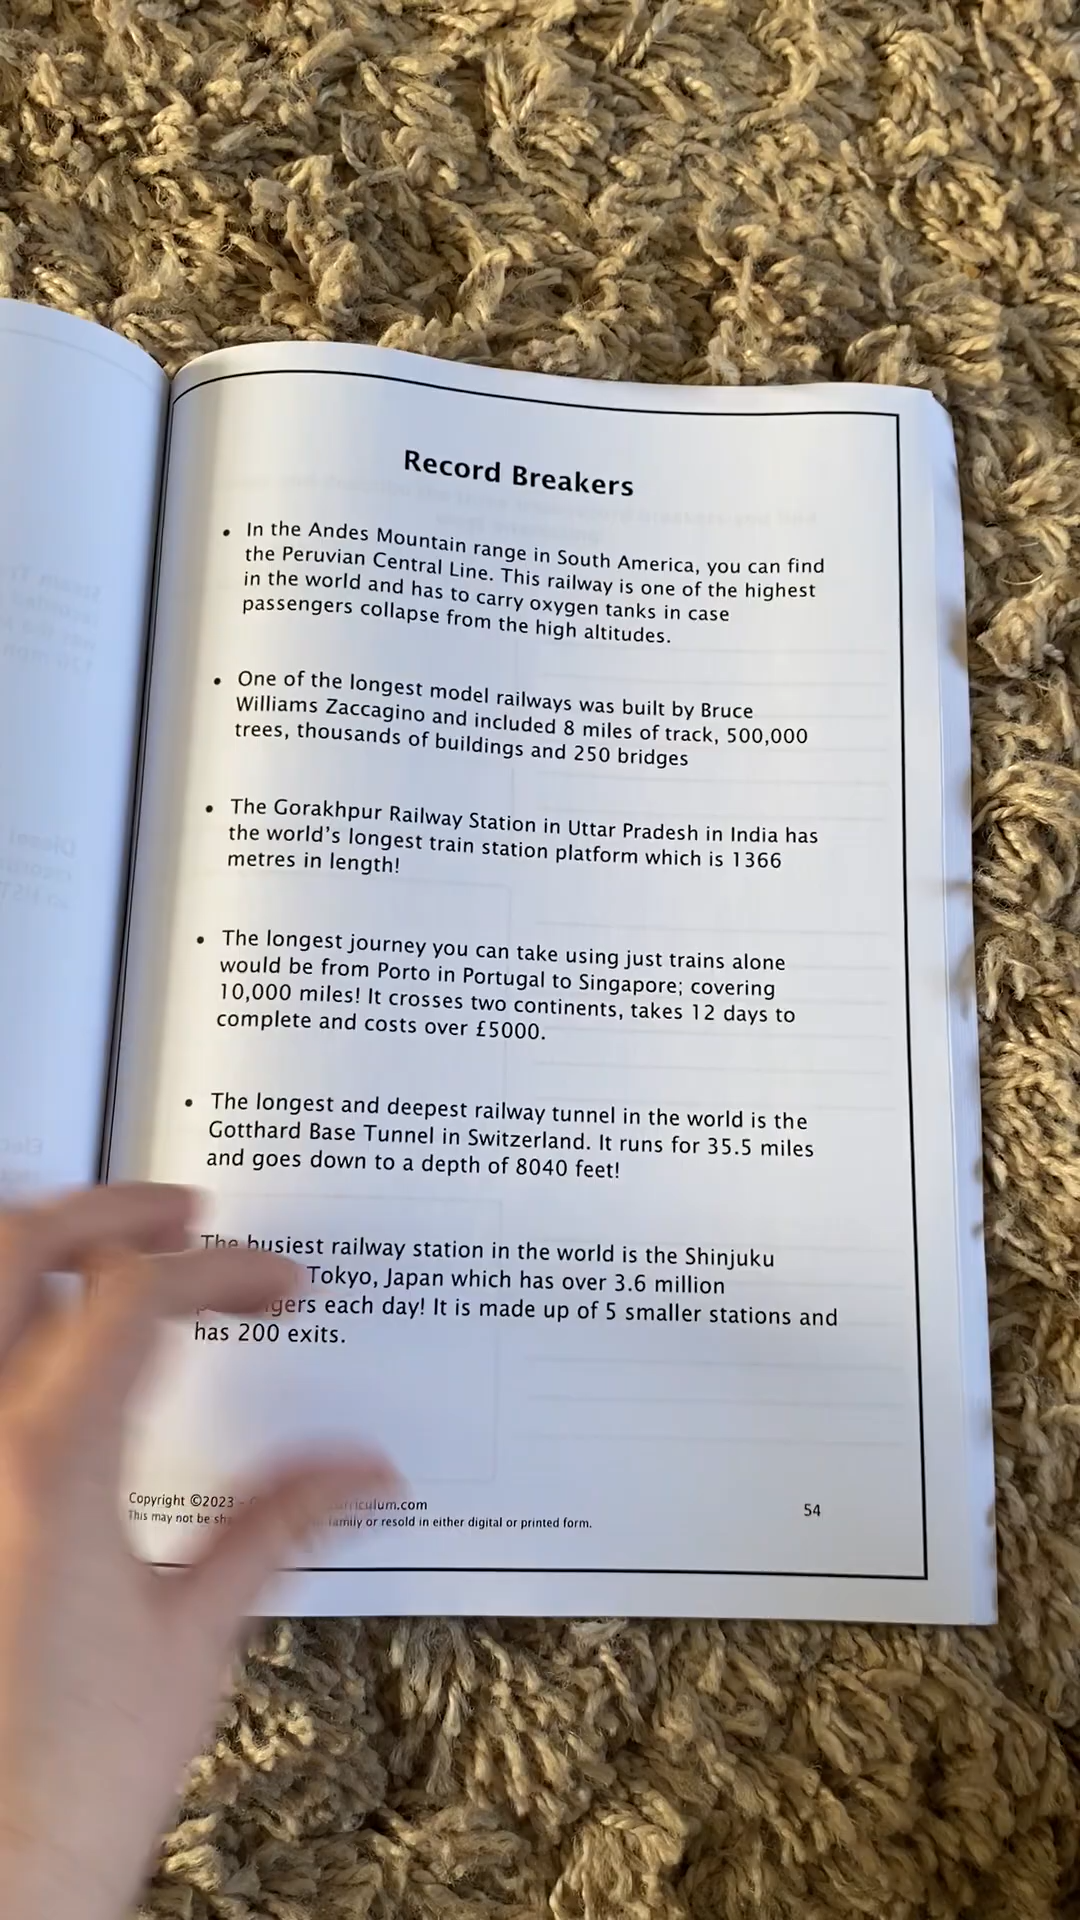 Record Breakers
• In the Andes Mountain range in South America, you can find
the Peruvian Central Line. This railway is one of the highest
in the world and has to carry oxygen tanks in case
passengers collapse from the high altitudes.
• One of the longest model railways was built by Bruce
Williams Zaccagino and included 8 miles of track, 500,000
trees, thousands of buildings and 250 bridges
• The Gorakhpur Railway Station in Uttar Pradesh in India has
the world's longest train station platform which is 1366
metres in length!
• The longest journey you can take using just trains alone
would be from Porto in Portugal to Singapore; covering
10,000 miles! It crosses two continents, takes 12 days to
complete and costs over £5000.
• The longest and deepest railway tunnel in the world is the
Gotthard Base Tunnel in Switzerland. It runs for 35.5 miles
and goes down to a depth of 8040 feet!
The busiest railway station in the world is the Shinjuku
Tokyo, Japan which has over 3.6 million
each day! It is made up of 5 smaller stations and
has 200 exits.
Copyright ©2023 -
This may not be family or resold in either digital or printed form.
54